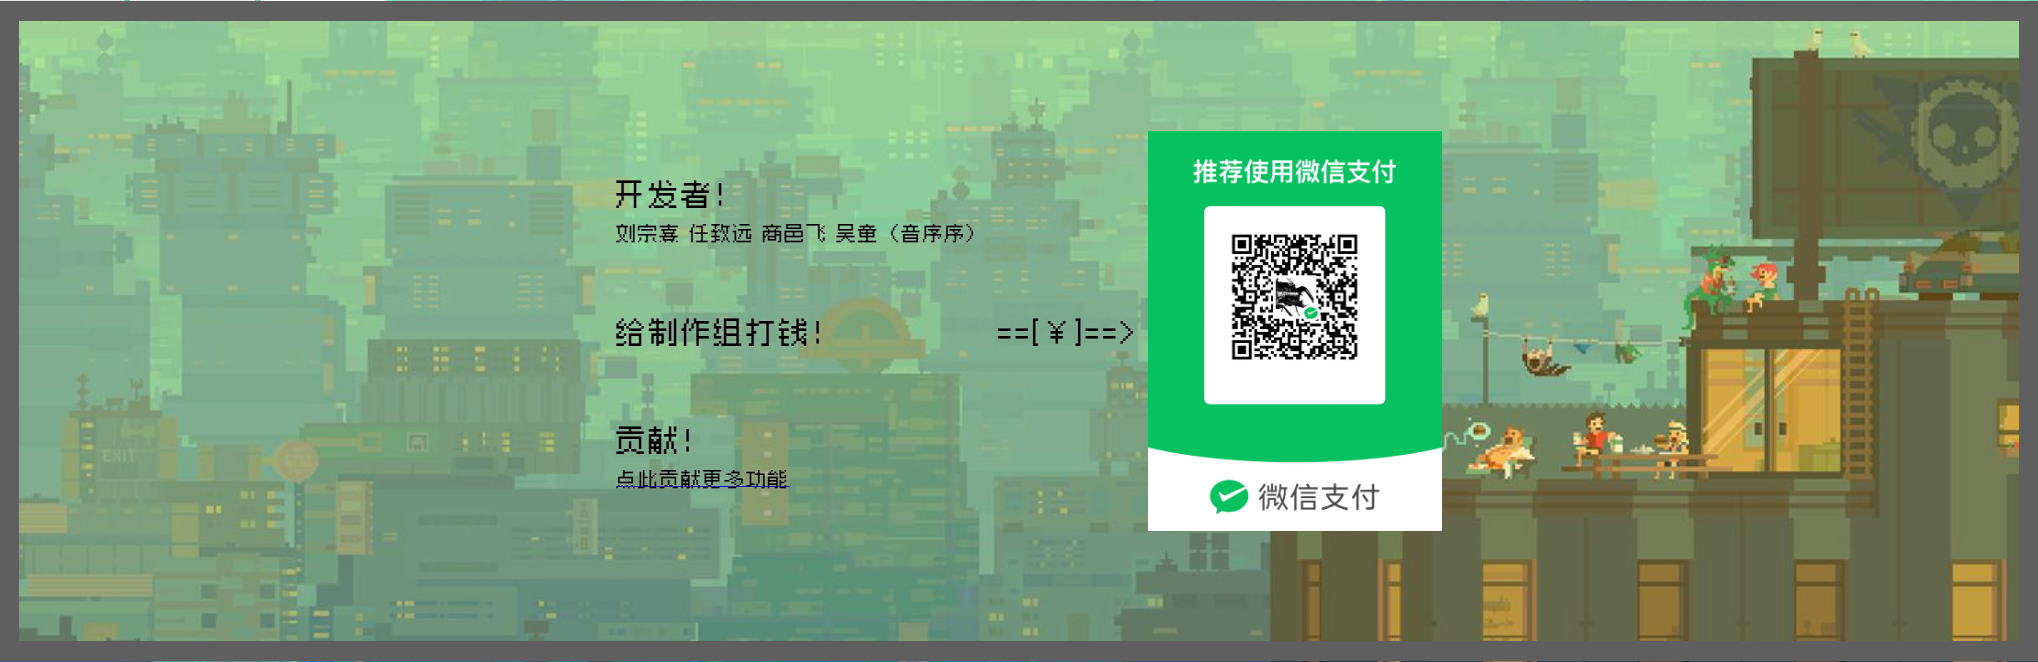 开发者!
刘宗喜 任致远 商邑飞 吴童（音序序）
给制作组打钱!
==[￥]==>
贡献!
点此贡献更多功能
推荐使用微信支付
微信支付
EXIT